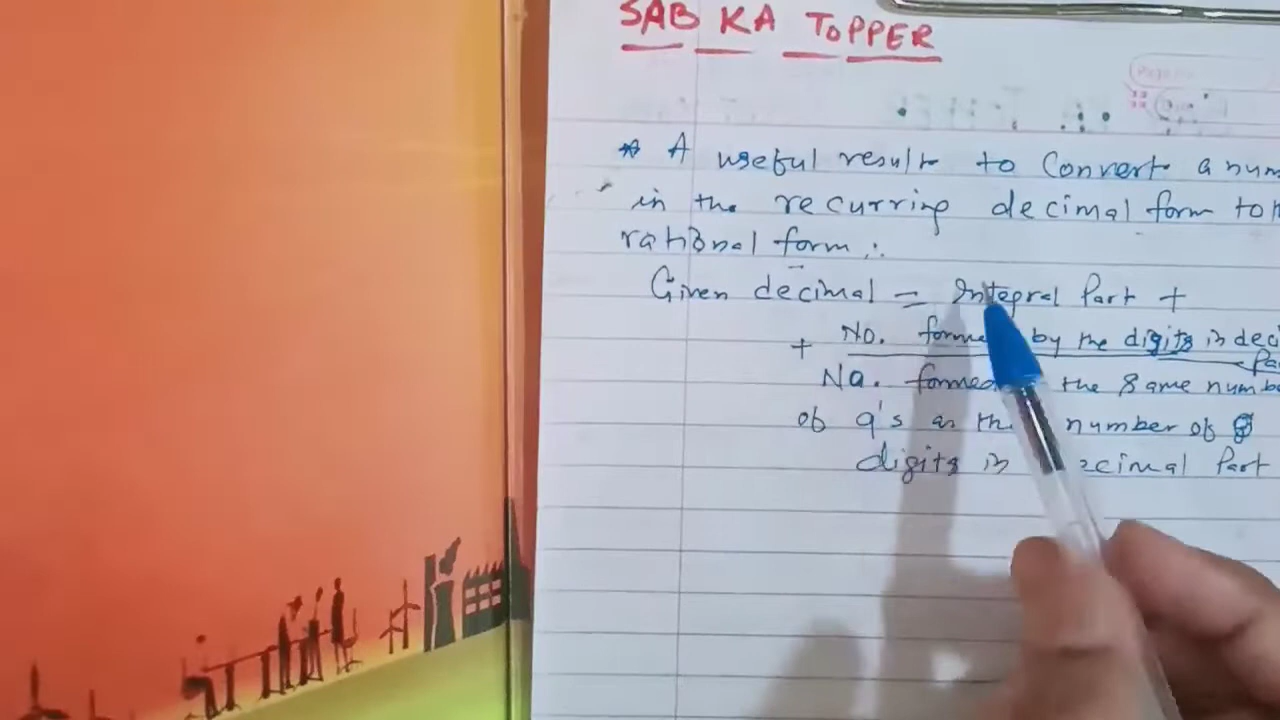 SAB KA TOPPER
* A useful result to Convert a num
in the recurring decimal form to
rational form :
Given decimal = Integral Part +
+ No. formed by the digits in deci
Pa
No. formed the same numbe
of 9's as the number of
digits in decimal Part